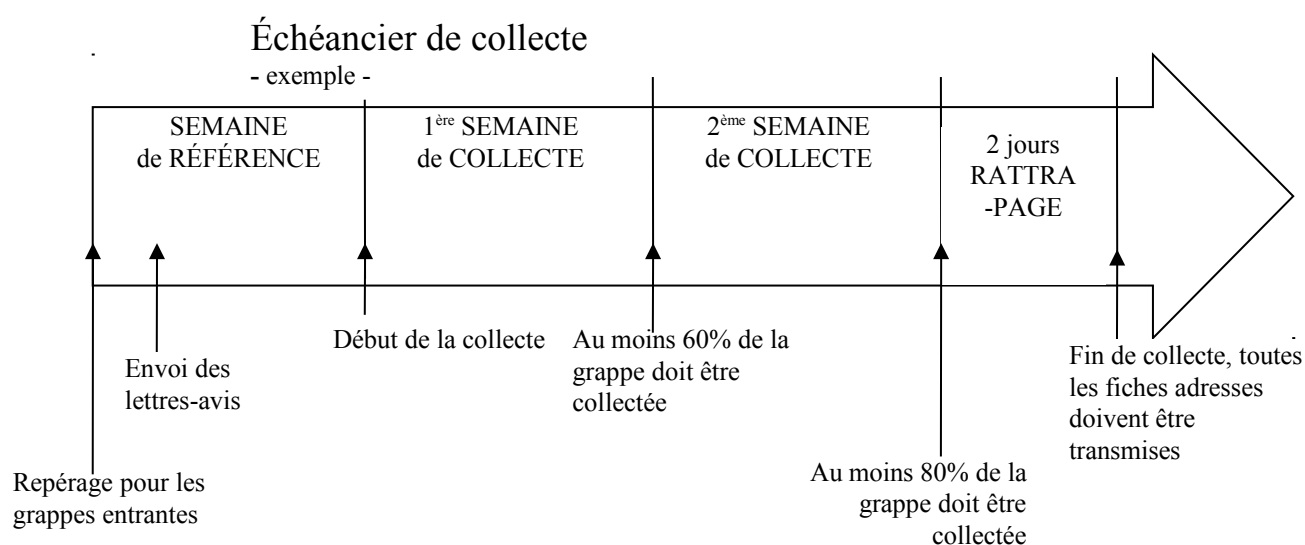 Échéancier de collecte
- exemple -
SEMAINE
de RÉFÉRENCE
1ère SEMAINE
de COLLECTE
2ème SEMAINE
de COLLECTE
2 jours
RATTRA
-PAGE
Début de la collecte
Au moins 60% de la
grappe doit être
collectée
Fin de collecte, toutes
les fiches adresses
doivent être
transmises
Envoi des
lettres-avis
Au moins 80% de la
grappe doit être
collectée
Repérage pour les
grappes entrantes